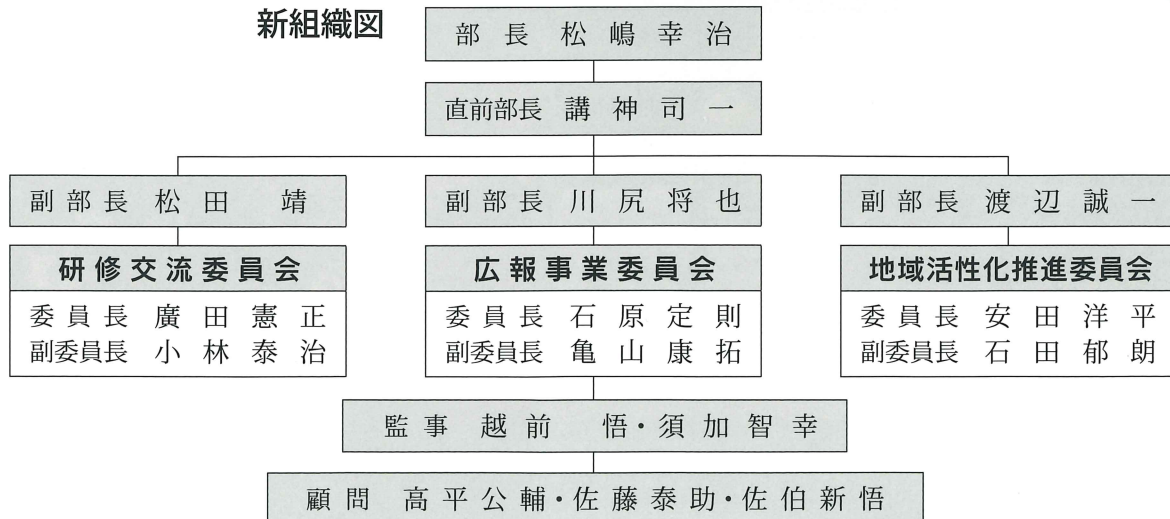 新組織図
部長 松嶋幸治
直前部長 講神司一
副部長 松田 靖
副部長 川尻将也
副部長 渡辺誠一
研修交流委員会
委員長 廣田憲正
副委員長 小林泰治
広報事業委員会
委員長 石原定則
副委員長 亀山康拓
地域活性化推進委員会
委員長 安田洋平
副委員長 石田郁朗
監事 越前 悟・須加智幸
顧問 高平公輔・佐藤泰助・佐伯新悟